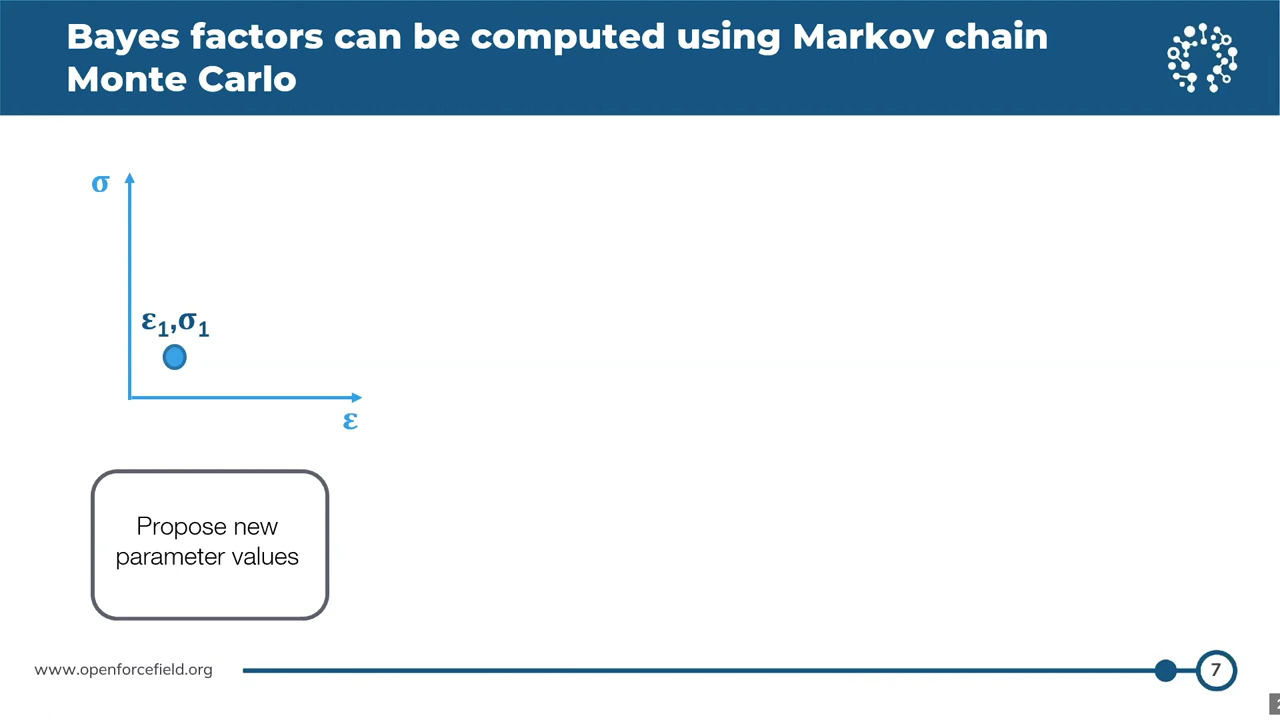 Bayes factors can be computed using Markov chain
Monte Carlo
σ
ε₁,σ₁
ε
Propose new
parameter values
www.openforcefield.org
7